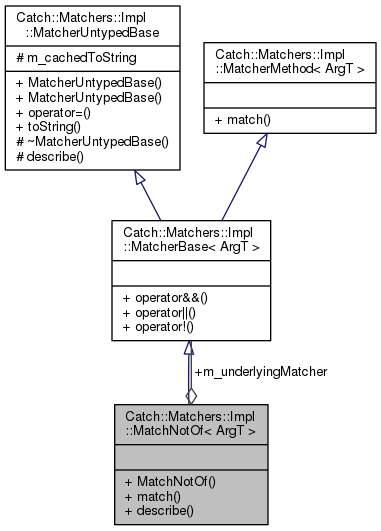 Catch::Matchers::Impl
::MatcherUntypedBase
# m_cachedToString
+ MatcherUntypedBase()
+ MatcherUntypedBase()
+ operator=()
+ toString()
# ~MatcherUntypedBase()
# describe()
Catch::Matchers::Impl
::MatcherMethod< ArgT >
+ match()
Catch::Matchers::Impl
::MatcherBase< ArgT >
+ operator&&()
+ operator||()
+ operator!()
+m_underlyingMatcher
Catch::Matchers::Impl
::MatchNotOf< ArgT >
+ MatchNotOf()
+ match()
+ describe()